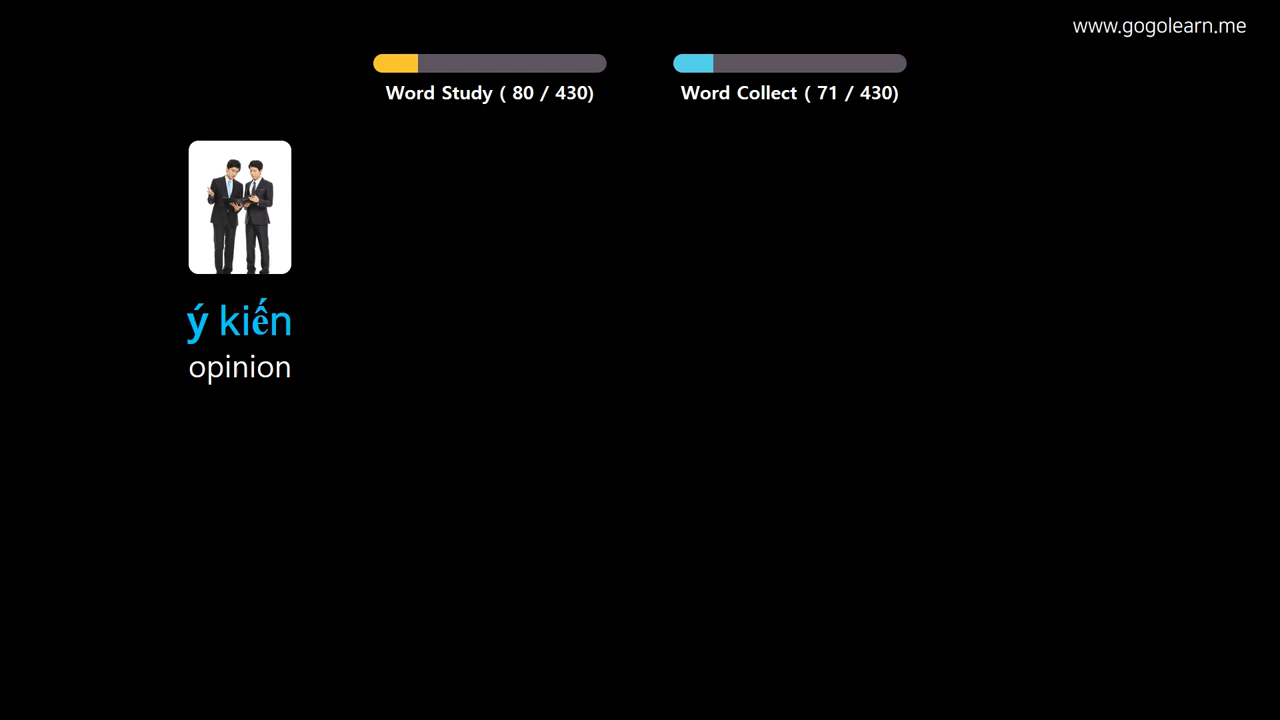 www.gogolearn.me
Word Study ( 80 / 430)
Word Collect ( 71 / 430)
ý kiến
opinion